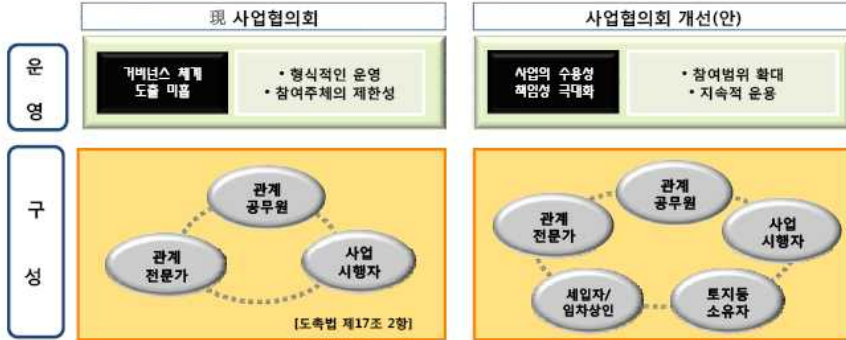 現 사업협의회
사업협의회 개선(안)
운
영
거버넌스 체계
도출 미흡
• 형식적인 운영
• 참여주체의 제한성
사업의 수용성
책임성 극대화
• 참여범위 확대
• 지속적 운용
구
성
관계
공무원
관계
전문가
사업
시행자
[도촉법 제17조 2항]
관계
공무원
관계
전문가
사업
시행자
세입자/
임차상인
토지등
소유자